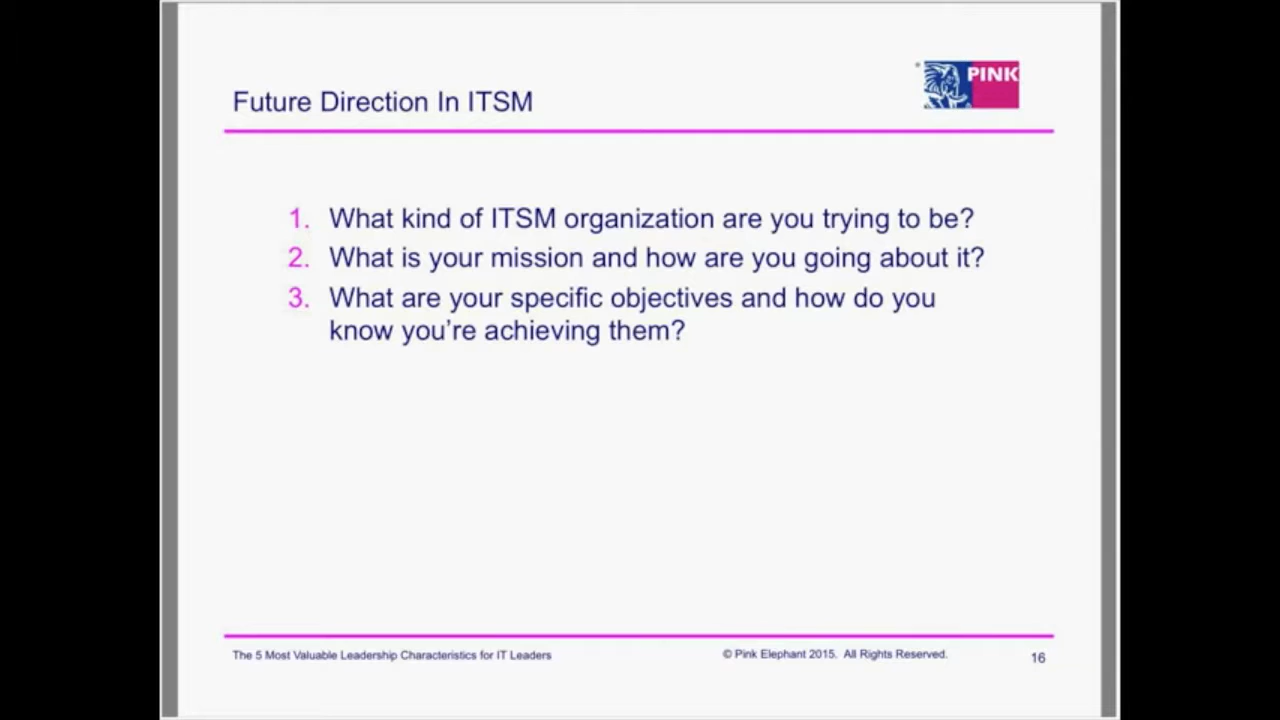 PINK
Future Direction In ITSM
1. What kind of ITSM organization are you trying to be?
2. What is your mission and how are you going about it?
3. What are your specific objectives and how do you
know you're achieving them?
The 5 Most Valuable Leadership Characteristics for IT Leaders
© Pink Elephant 2015. All Rights Reserved.
16